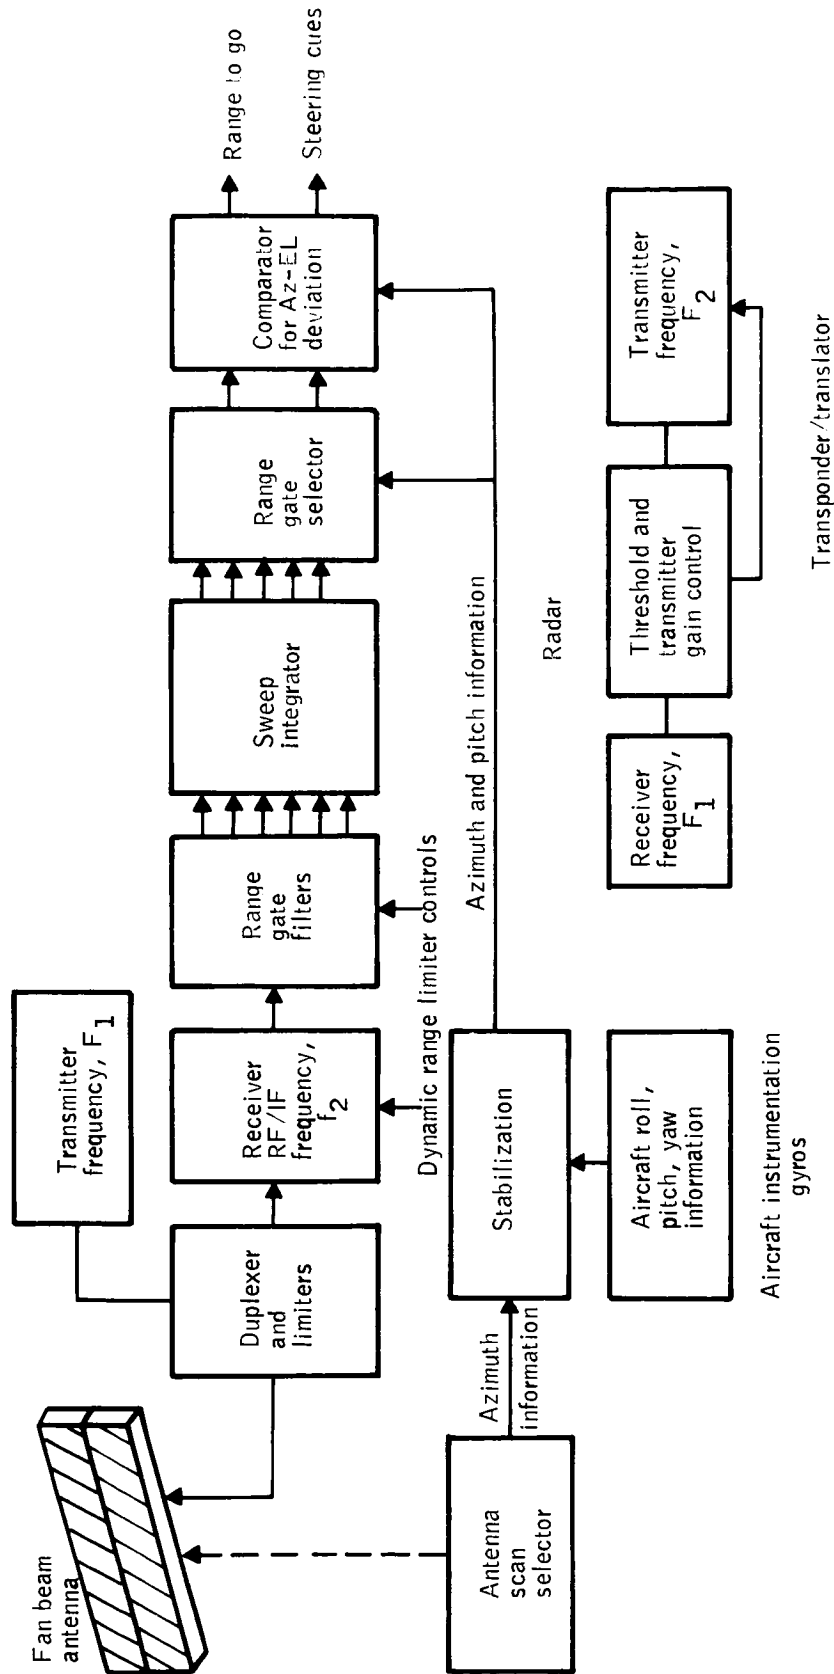 Fan beam
antenna
Transmitter
frequency, F1
Duplexer
and
limiters
Receiver
RF/IF
frequency,
f2
Range
gate
filters
Sweep
integrator
Range
gate
selector
Comparator
for Az-EL
deviation
Range to go
Steering cues
Dynamic range limiter controls
Antenna
scan
selector
Azimuth
information
Stabilization
Azimuth and pitch information
Aircraft roll,
pitch, yaw
information
Aircraft instrumentation
gyros
Radar
Receiver
frequency,
F1
Threshold and
transmitter
gain control
Transmitter
frequency,
F2
Transponder/translator